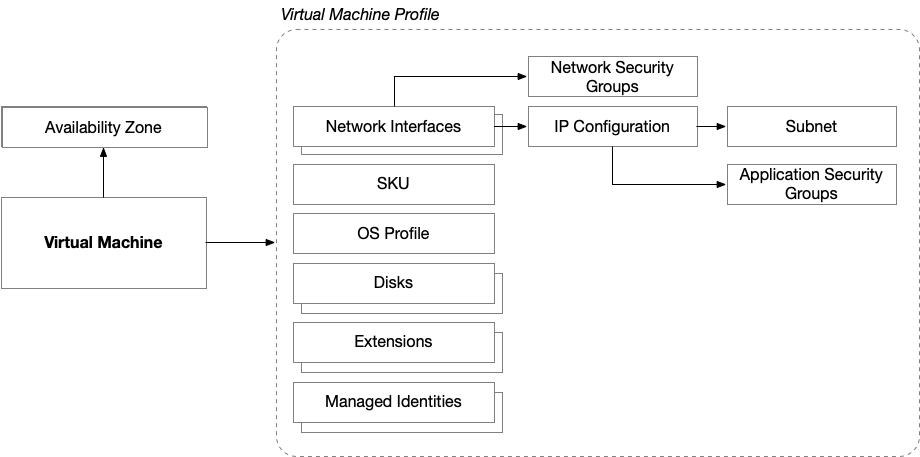 Virtual Machine Profile
Network Security
Groups
Availability Zone
Network Interfaces
IP Configuration
Subnet
SKU
Application Security
Groups
Virtual Machine
OS Profile
Disks
Extensions
Managed Identities